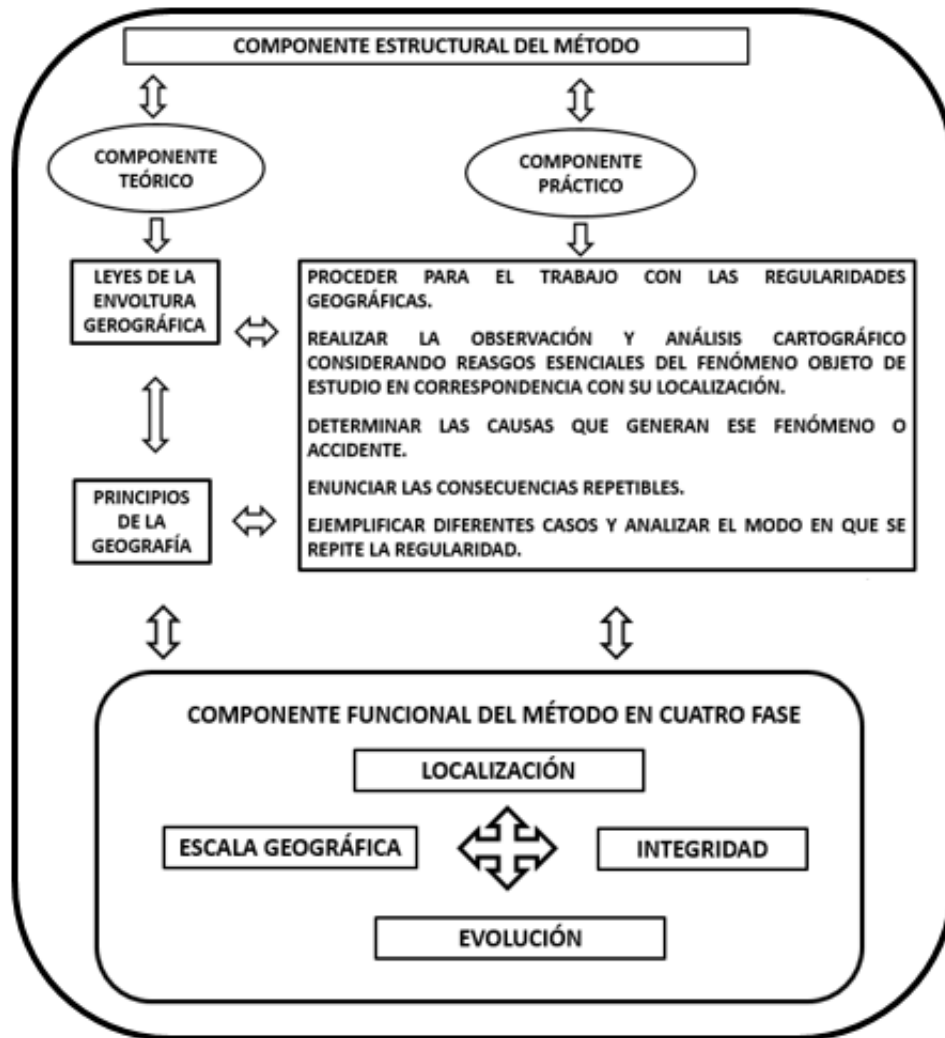 COMPONENTE ESTRUCTURAL DEL MÉTODO
COMPONENTE
TEÓRICO
COMPONENTE
PRÁCTICO
LEYES DE LA
ENVOLTURA
GEROGRÁFICA
PROCEDER PARA EL TRABAJO CON LAS REGULARIDADES
GEOGRÁFICAS.
REALIZAR LA OBSERVACIÓN Y ANÁLISIS CARTOGRÁFICO
CONSIDERANDO REASGOS ESENCIALES DEL FENÓMENO OBJETO DE
ESTUDIO EN CORRESPONDENCIA CON SU LOCALIZACIÓN.
DETERMINAR LAS CAUSAS QUE GENERAN ESE FENÓMENO O
ACCIDENTE.
ENUNCIAR LAS CONSECUENCIAS REPETIBLES.
EJEMPLIFICAR DIFERENTES CASOS Y ANALIZAR EL MODO EN QUE SE
REPITE LA REGULARIDAD.
PRINCIPIOS
DE LA
GEOGRAFÍA
COMPONENTE FUNCIONAL DEL MÉTODO EN CUATRO FASE
LOCALIZACIÓN
ESCALA GEOGRÁFICA
INTEGRIDAD
EVOLUCIÓN